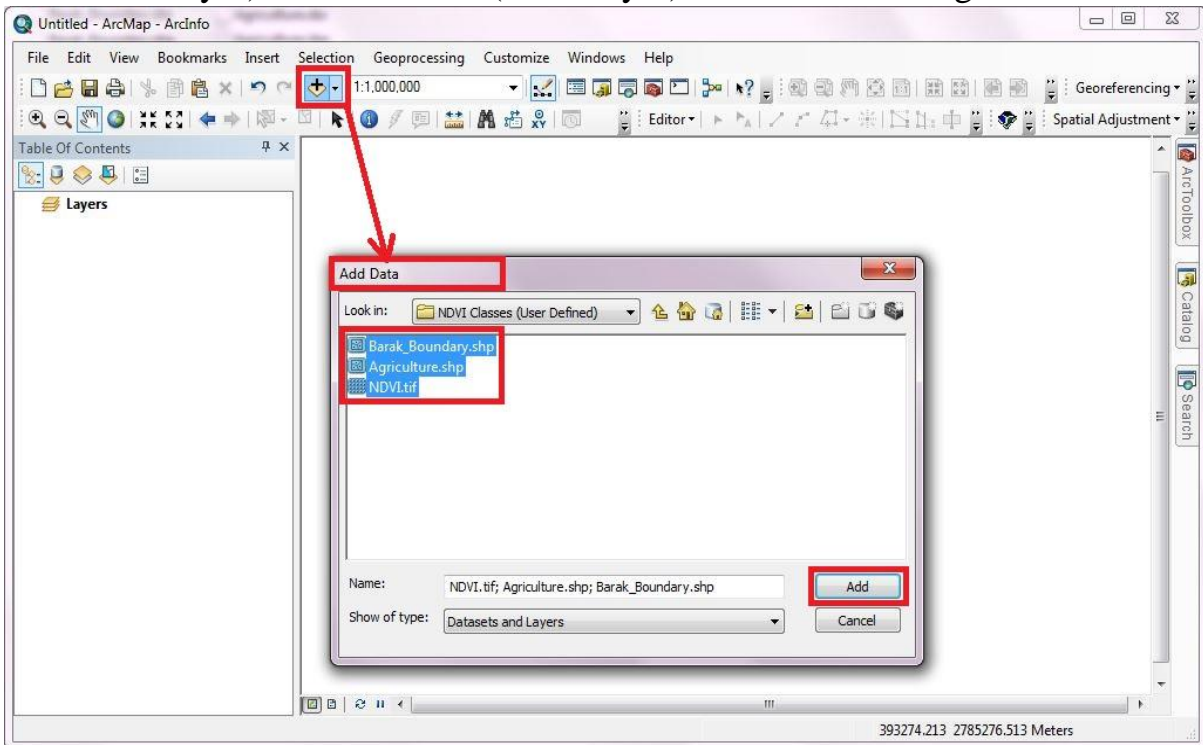 Untitled - ArcMap - ArcInfo
File Edit View Bookmarks Insert Selection Geoprocessing Customize Windows Help
1:1,000,000
Georeferencing
Editor
Spatial Adjustment
Table Of Contents
Layers
ArcToolbox
Catalog
Search
Add Data
Look in: NDVI Classes (User Defined)
Barak_Boundary.shp
Agriculture.shp
NDVI.tif
Name: NDVI.tif; Agriculture.shp; Barak_Boundary.shp
Add
Show of type: Datasets and Layers
Cancel
393274.213 2785276.513 Meters